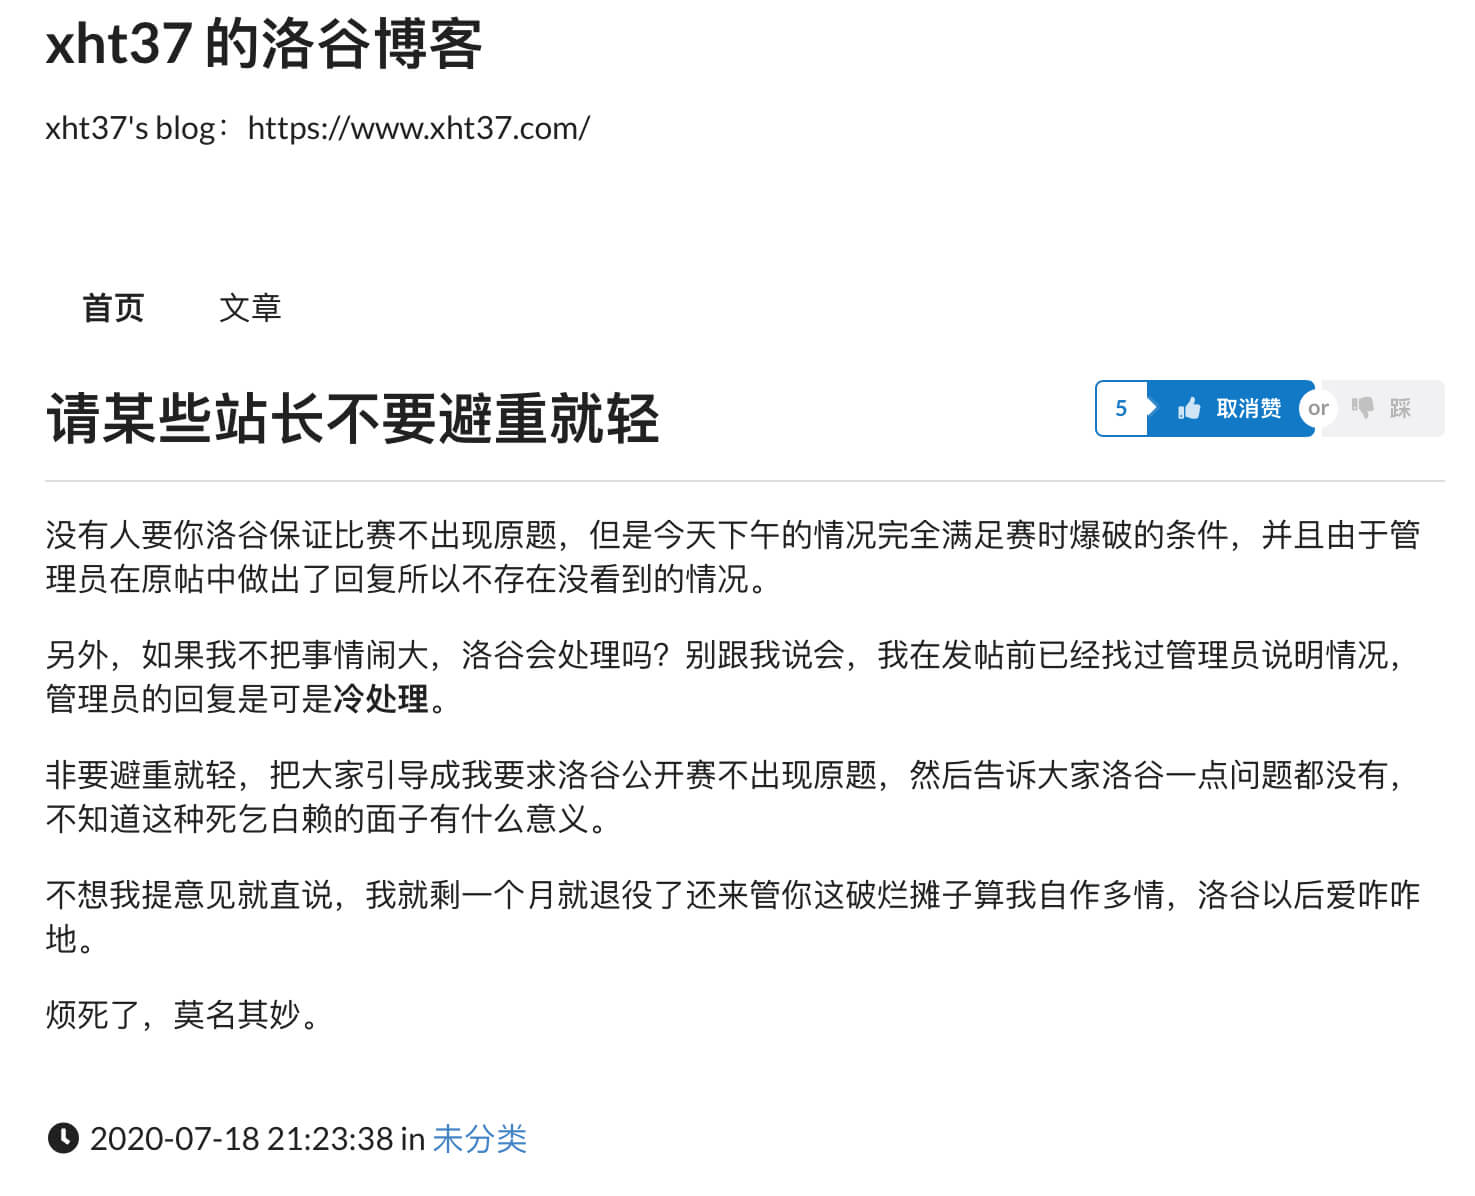 xht37 的洛谷博客
xht37's blog：https://www.xht37.com/
首页 文章
请某些站长不要避重就轻
5 取消赞 or 踩
没有人要你洛谷保证比赛不出现原题，但是今天下午的情况完全满足赛时爆破的条件，并且由于管
理员在原帖中做出了回复所以不存在没看到的情况。
另外，如果我不把事情闹大，洛谷会处理吗？别跟我说会，我在发帖前已经找过管理员说明情况，
管理员的回复是可是冷处理。
非要避重就轻，把大家引导成我要求洛谷公开赛不出现原题，然后告诉大家洛谷一点问题都没有，
不知道这种死乞白赖的面子有什么意义。
不想我提意见就直说，我就剩一个月就退役了还来管你这破烂摊子算我自作多情，洛谷以后爱咋咋
地。
烦死了，莫名其妙。
2020-07-18 21:23:38 in 未分类